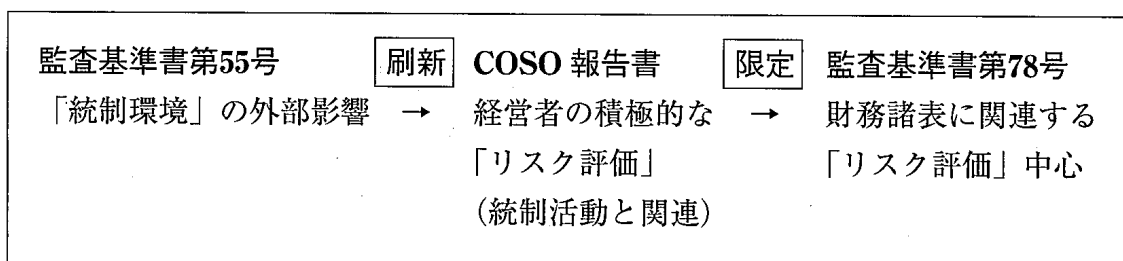 監査基準書第55号 刷新 COSO 報告書 限定 監査基準書第78号
「統制環境」の外部影響 → 経営者の積極的な → 財務諸表に関連する
「リスク評価」 「リスク評価」中心
(統制活動と関連)